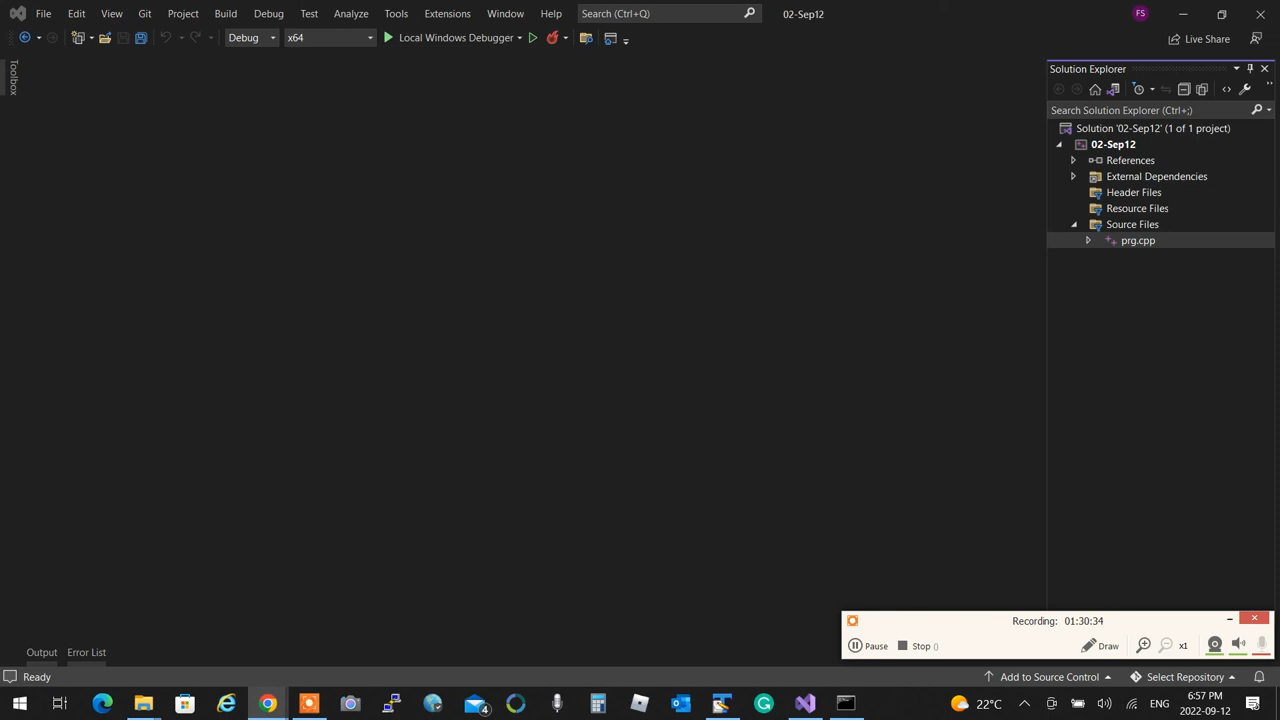 File Edit View Git Project Build Debug Test Analyze Tools Extensions Window Help Search (Ctrl+Q) 02-Sep12 FS
Debug x64 Local Windows Debugger Live Share
Toolbox
Solution Explorer
Search Solution Explorer (Ctrl+;)
Solution '02-Sep12' (1 of 1 project)
02-Sep12
References
External Dependencies
Header Files
Resource Files
Source Files
prg.cpp
Recording: 01:30:34
Pause Stop () Draw x1
Output Error List
Ready Add to Source Control Select Repository
4 22°C ENG 6:57 PM
2022-09-12